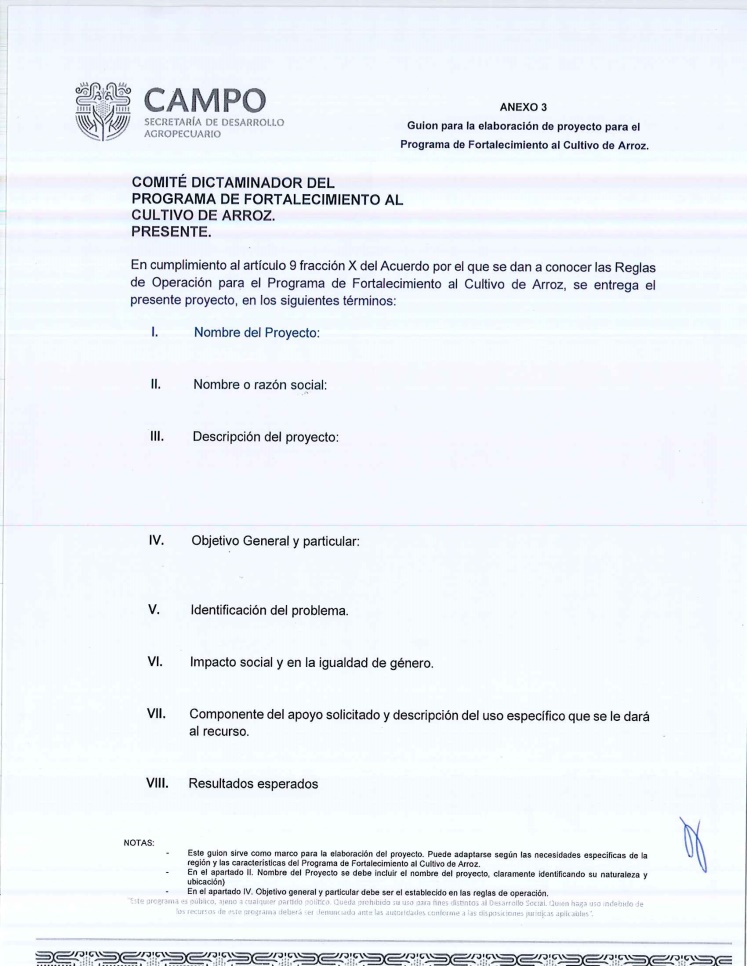 CAMPO
SECRETARÍA DE DESARROLLO
AGROPECUARIO
ANEXO 3
Guion para la elaboración de proyecto para el
Programa de Fortalecimiento al Cultivo de Arroz.
COMITÉ DICTAMINADOR DEL
PROGRAMA DE FORTALECIMIENTO AL
CULTIVO DE ARROZ.
PRESENTE.
En cumplimiento al artículo 9 fracción X del Acuerdo por el que se dan a conocer las Reglas
de Operación para el Programa de Fortalecimiento al Cultivo de Arroz, se entrega el
presente proyecto, en los siguientes términos:
I. Nombre del Proyecto:
II. Nombre o razón social:
III. Descripción del proyecto:
IV. Objetivo General y particular:
V. Identificación del problema.
VI. Impacto social y en la igualdad de género.
VII. Componente del apoyo solicitado y descripción del uso específico que se le dará
al recurso.
VIII. Resultados esperados
NOTAS:
- Este guion sirve como marco para la elaboración del proyecto. Puede adaptarse según las necesidades especificas de la
región y las características del Programa de Fortalecimiento al Cultivo de Arroz.
- En el apartado II. Nombre del Proyecto se debe incluir el nombre del proyecto, claramente identificando su naturaleza y
ubicación)
- En el apartado IV. Objetivo general y particular debe ser el establecido en las reglas de operación.
"Este programa es público, ajeno a cualquier partido político. Queda prohibido su uso para fines distintos al Desarrollo Social. Quien haga uso indebido de
los recursos de este programa deberá ser denunciado ante las autoridades conforme a las disposiciones jurídicas aplicables".